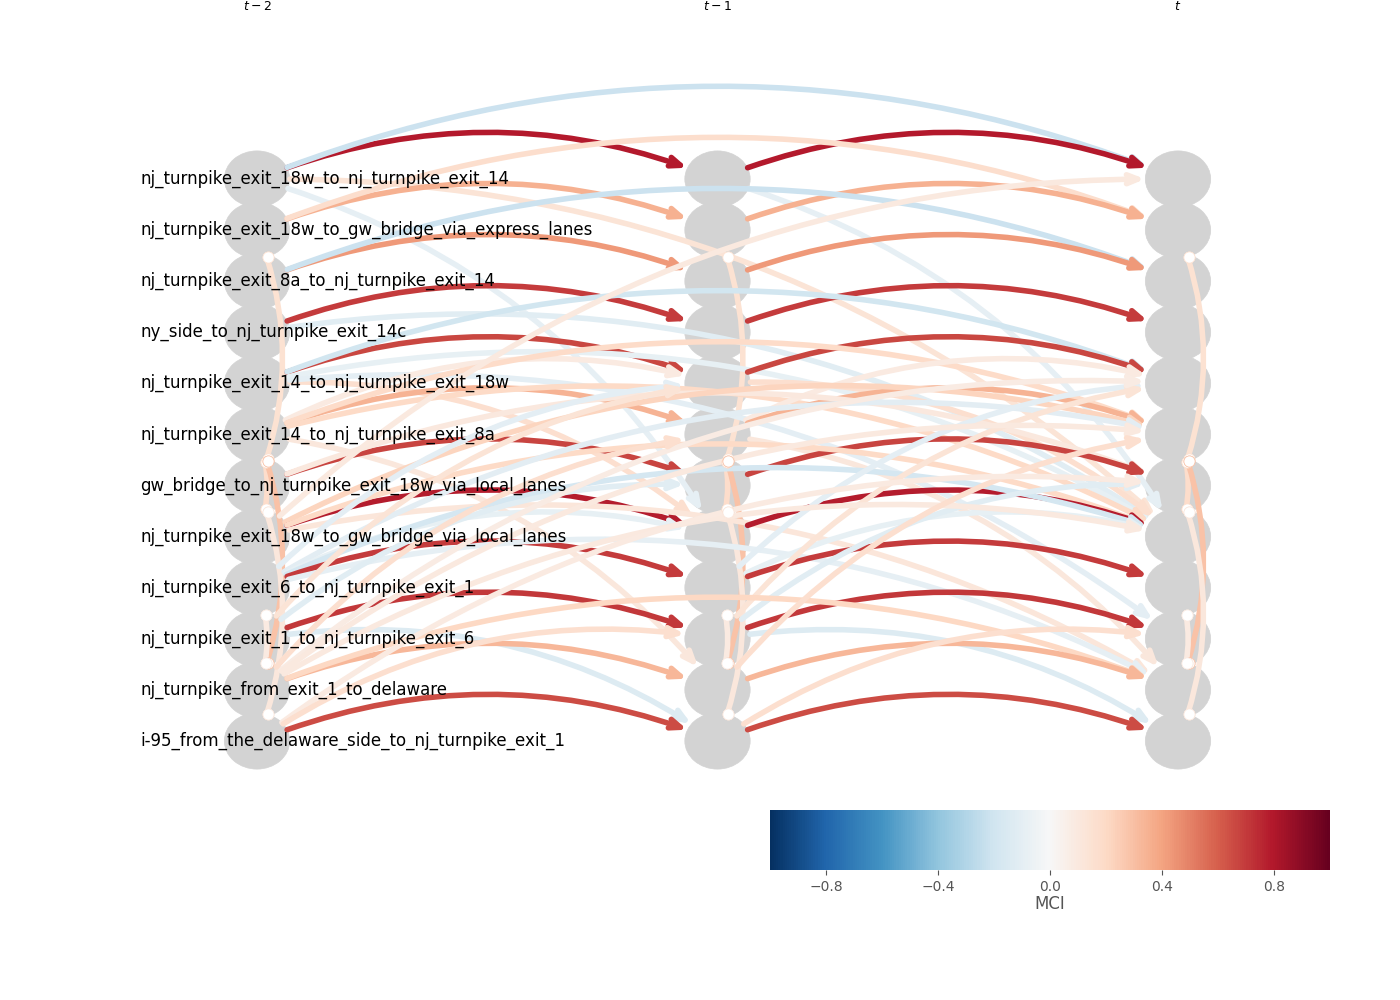 t − 2 t − 1 t
nj_turnpike_exit_18w_to_nj_turnpike_exit_14
nj_turnpike_exit_18w_to_gw_bridge_via_express_lanes
nj_turnpike_exit_8a_to_nj_turnpike_exit_14
ny_side_to_nj_turnpike_exit_14c
nj_turnpike_exit_14_to_nj_turnpike_exit_18w
nj_turnpike_exit_14_to_nj_turnpike_exit_8a
gw_bridge_to_nj_turnpike_exit_18w_via_local_lanes
nj_turnpike_exit_18w_to_gw_bridge_via_local_lanes
nj_turnpike_exit_6_to_nj_turnpike_exit_1
nj_turnpike_exit_1_to_nj_turnpike_exit_6
nj_turnpike_from_exit_1_to_delaware
i-95_from_the_delaware_side_to_nj_turnpike_exit_1
−0.8 −0.4 0.0 0.4 0.8
MCI